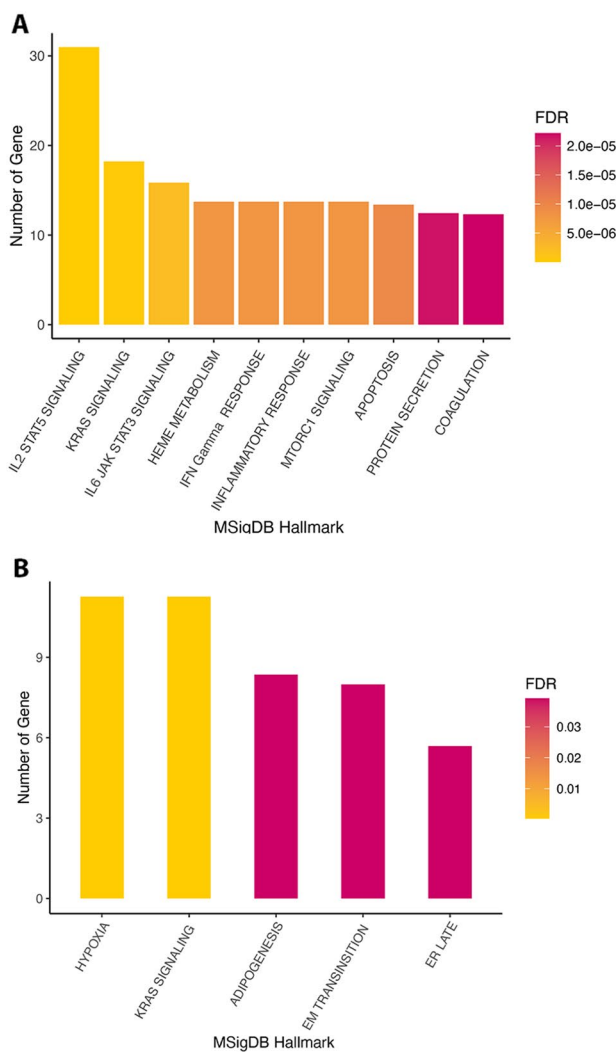 A
Number of Gene
30
20
10
0
IL2 STAT5 SIGNALING
KRAS SIGNALING
IL6 JAK STAT3 SIGNALING
HEME METABOLISM
IFN Gamma RESPONSE
INFLAMMATORY RESPONSE
MTORC1 SIGNALING
APOPTOSIS
PROTEIN SECRETION
COAGULATION
MSigDB Hallmark
FDR
2.0e-05
1.5e-05
1.0e-05
5.0e-06
B
Number of Gene
9
6
3
0
HYPOXIA
KRAS SIGNALING
ADIPOGENESIS
EM TRANSINSITION
ER LATE
MSigDB Hallmark
FDR
0.03
0.02
0.01